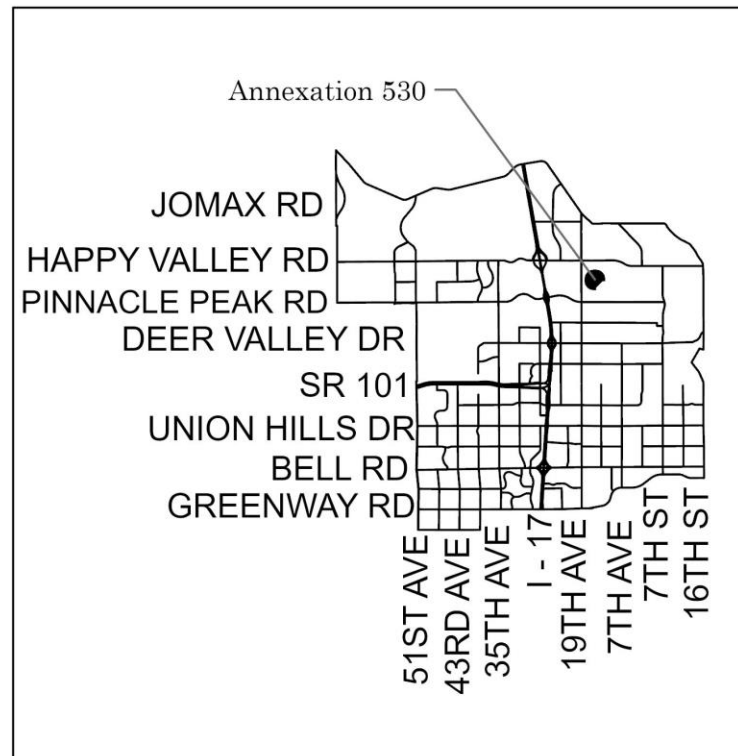 Annexation 530
JOMAX RD
HAPPY VALLEY RD
PINNACLE PEAK RD
DEER VALLEY DR
SR 101
UNION HILLS DR
BELL RD
GREENWAY RD
51ST AVE
43RD AVE
35TH AVE
I - 17
19TH AVE
7TH AVE
7TH ST
16TH ST